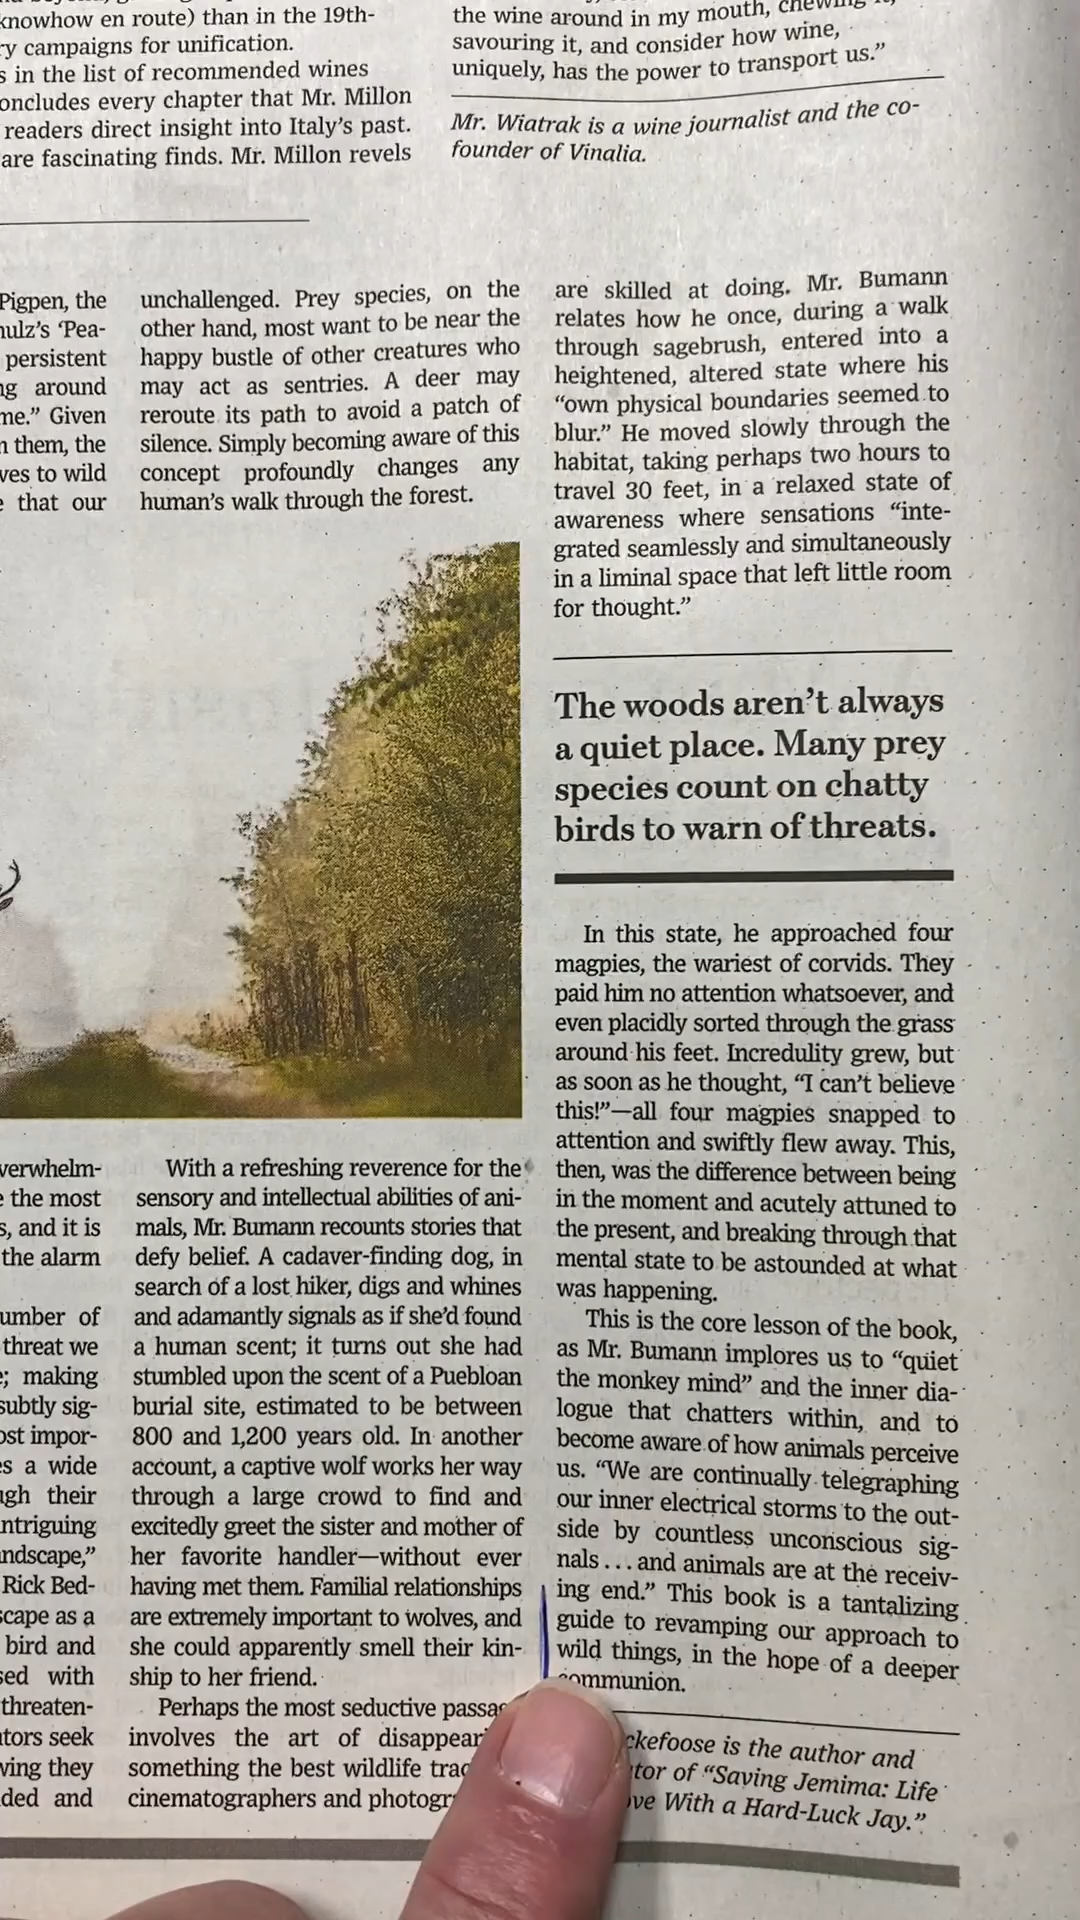 knowhow en route) than in the 19th-
ry campaigns for unification.
s in the list of recommended wines
oncludes every chapter that Mr. Millon
readers direct insight into Italy's past.
are fascinating finds. Mr. Millon revels
the wine around in my mouth, chewing it,
savouring it, and consider how wine,
uniquely, has the power to transport us.”
Mr. Wiatrak is a wine journalist and the co-
founder of Vinalia.
Pigpen, the
hulz's ‘Pea-
persistent
ng around
me.” Given
n them, the
ves to wild
e that our
verwhelm-
e the most
s, and it is
the alarm
umber of
threat we
e; making
subtly sig-
ost impor-
es a wide
ugh their
ntriguing
andscape,”
Rick Bed-
scape as a
bird and
sed with
threaten-
ators seek
ving they
ded and
unchallenged. Prey species, on the
other hand, most want to be near the
happy bustle of other creatures who
may act as sentries. A deer may
reroute its path to avoid a patch of
silence. Simply becoming aware of this
concept profoundly changes any
human's walk through the forest.
With a refreshing reverence for the
sensory and intellectual abilities of ani-
mals, Mr. Bumann recounts stories that
defy belief. A cadaver-finding dog, in
search of a lost hiker, digs and whines
and adamantly signals as if she'd found
a human scent; it turns out she had
stumbled upon the scent of a Puebloan
burial site, estimated to be between
800 and 1,200 years old. In another
account, a captive wolf works her way
through a large crowd to find and
excitedly greet the sister and mother of
her favorite handler—without ever
having met them. Familial relationships
are extremely important to wolves, and
she could apparently smell their kin-
ship to her friend.
Perhaps the most seductive passa
involves the art of disappear
something the best wildlife trac
cinematographers and photogr
are skilled at doing. Mr. Bumann
relates how he once, during a walk
through sagebrush, entered into a
heightened, altered state where his
“own physical boundaries seemed to
blur.” He moved slowly through the
habitat, taking perhaps two hours to
travel 30 feet, in a relaxed state of
awareness where sensations “inte-
grated seamlessly and simultaneously
in a liminal space that left little room
for thought.”
The woods aren't always
a quiet place. Many prey
species count on chatty
birds to warn of threats.
In this state, he approached four
magpies, the wariest of corvids. They
paid him no attention whatsoever, and
even placidly sorted through the grass
around his feet. Incredulity grew, but
as soon as he thought, “I can't believe
this!”—all four magpies snapped to
attention and swiftly flew away. This,
then, was the difference between being
in the moment and acutely attuned to
the present, and breaking through that
mental state to be astounded at what
was happening.
This is the core lesson of the book,
as Mr. Bumann implores us to “quiet
the monkey mind” and the inner dia-
logue that chatters within, and to
become aware of how animals perceive
us. “We are continually telegraphing
our inner electrical storms to the out-
side by countless unconscious sig-
nals . . . and animals are at the receiv-
ing end.” This book is a tantalizing
guide to revamping our approach to
wild things, in the hope of a deeper
communion.
ckefoose is the author and
tor of “Saving Jemima: Life
ove With a Hard-Luck Jay.”